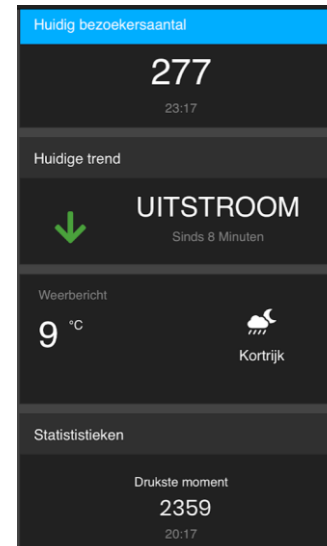 Huidig bezoekersaantal
277
23:17
Huidige trend
UITSTROOM
Sinds 8 Minuten
Weerbericht
9 °C
Kortrijk
Statististieken
Drukste moment
2359
20:17